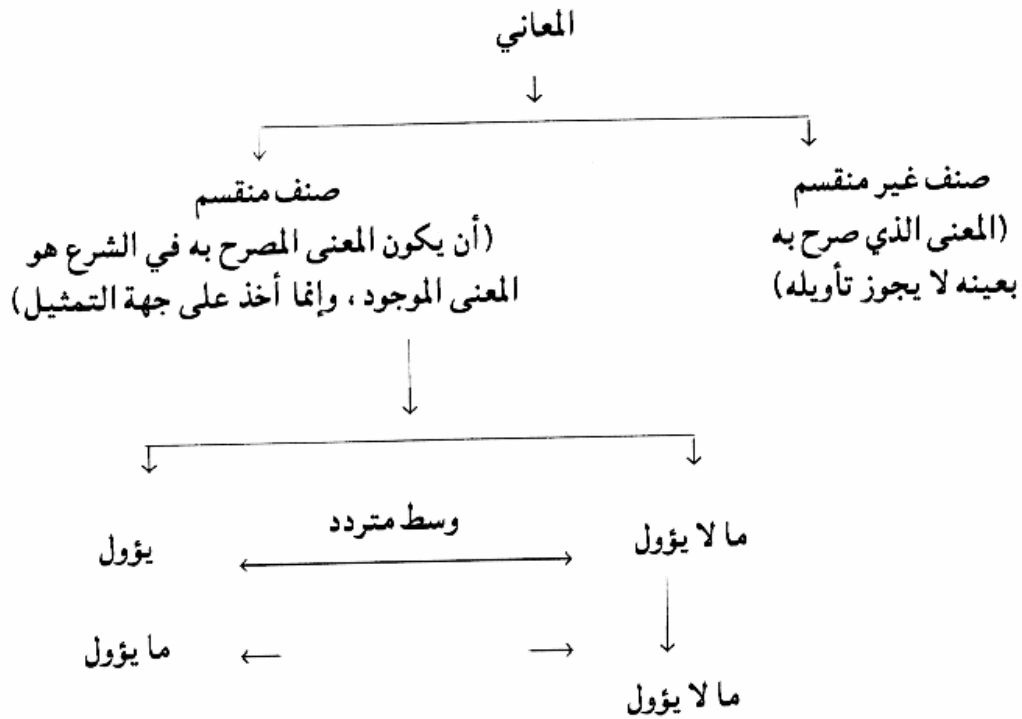 المعاني
صنف غير منقسم
(المعنى الذي صرح به
بعينه لا يجوز تأويله)
صنف منقسم
(أن يكون المعنى المصرح به في الشرع هو
المعنى الموجود ، وإنما أخذ على جهة التمثيل)
ما لا يؤول
وسط متردد
يؤول
ما يؤول
ما لا يؤول